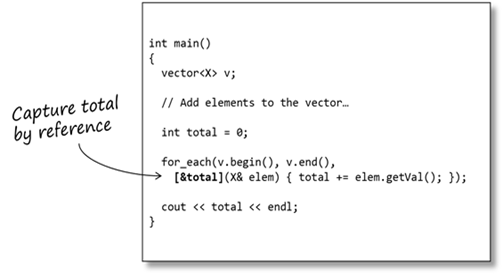 int main()
{
vector<X> v;
// Add elements to the vector…
int total = 0;
for_each(v.begin(), v.end(),
[&total](X& elem) { total += elem.getVal(); });
cout << total << endl;
}
Capture total
by reference